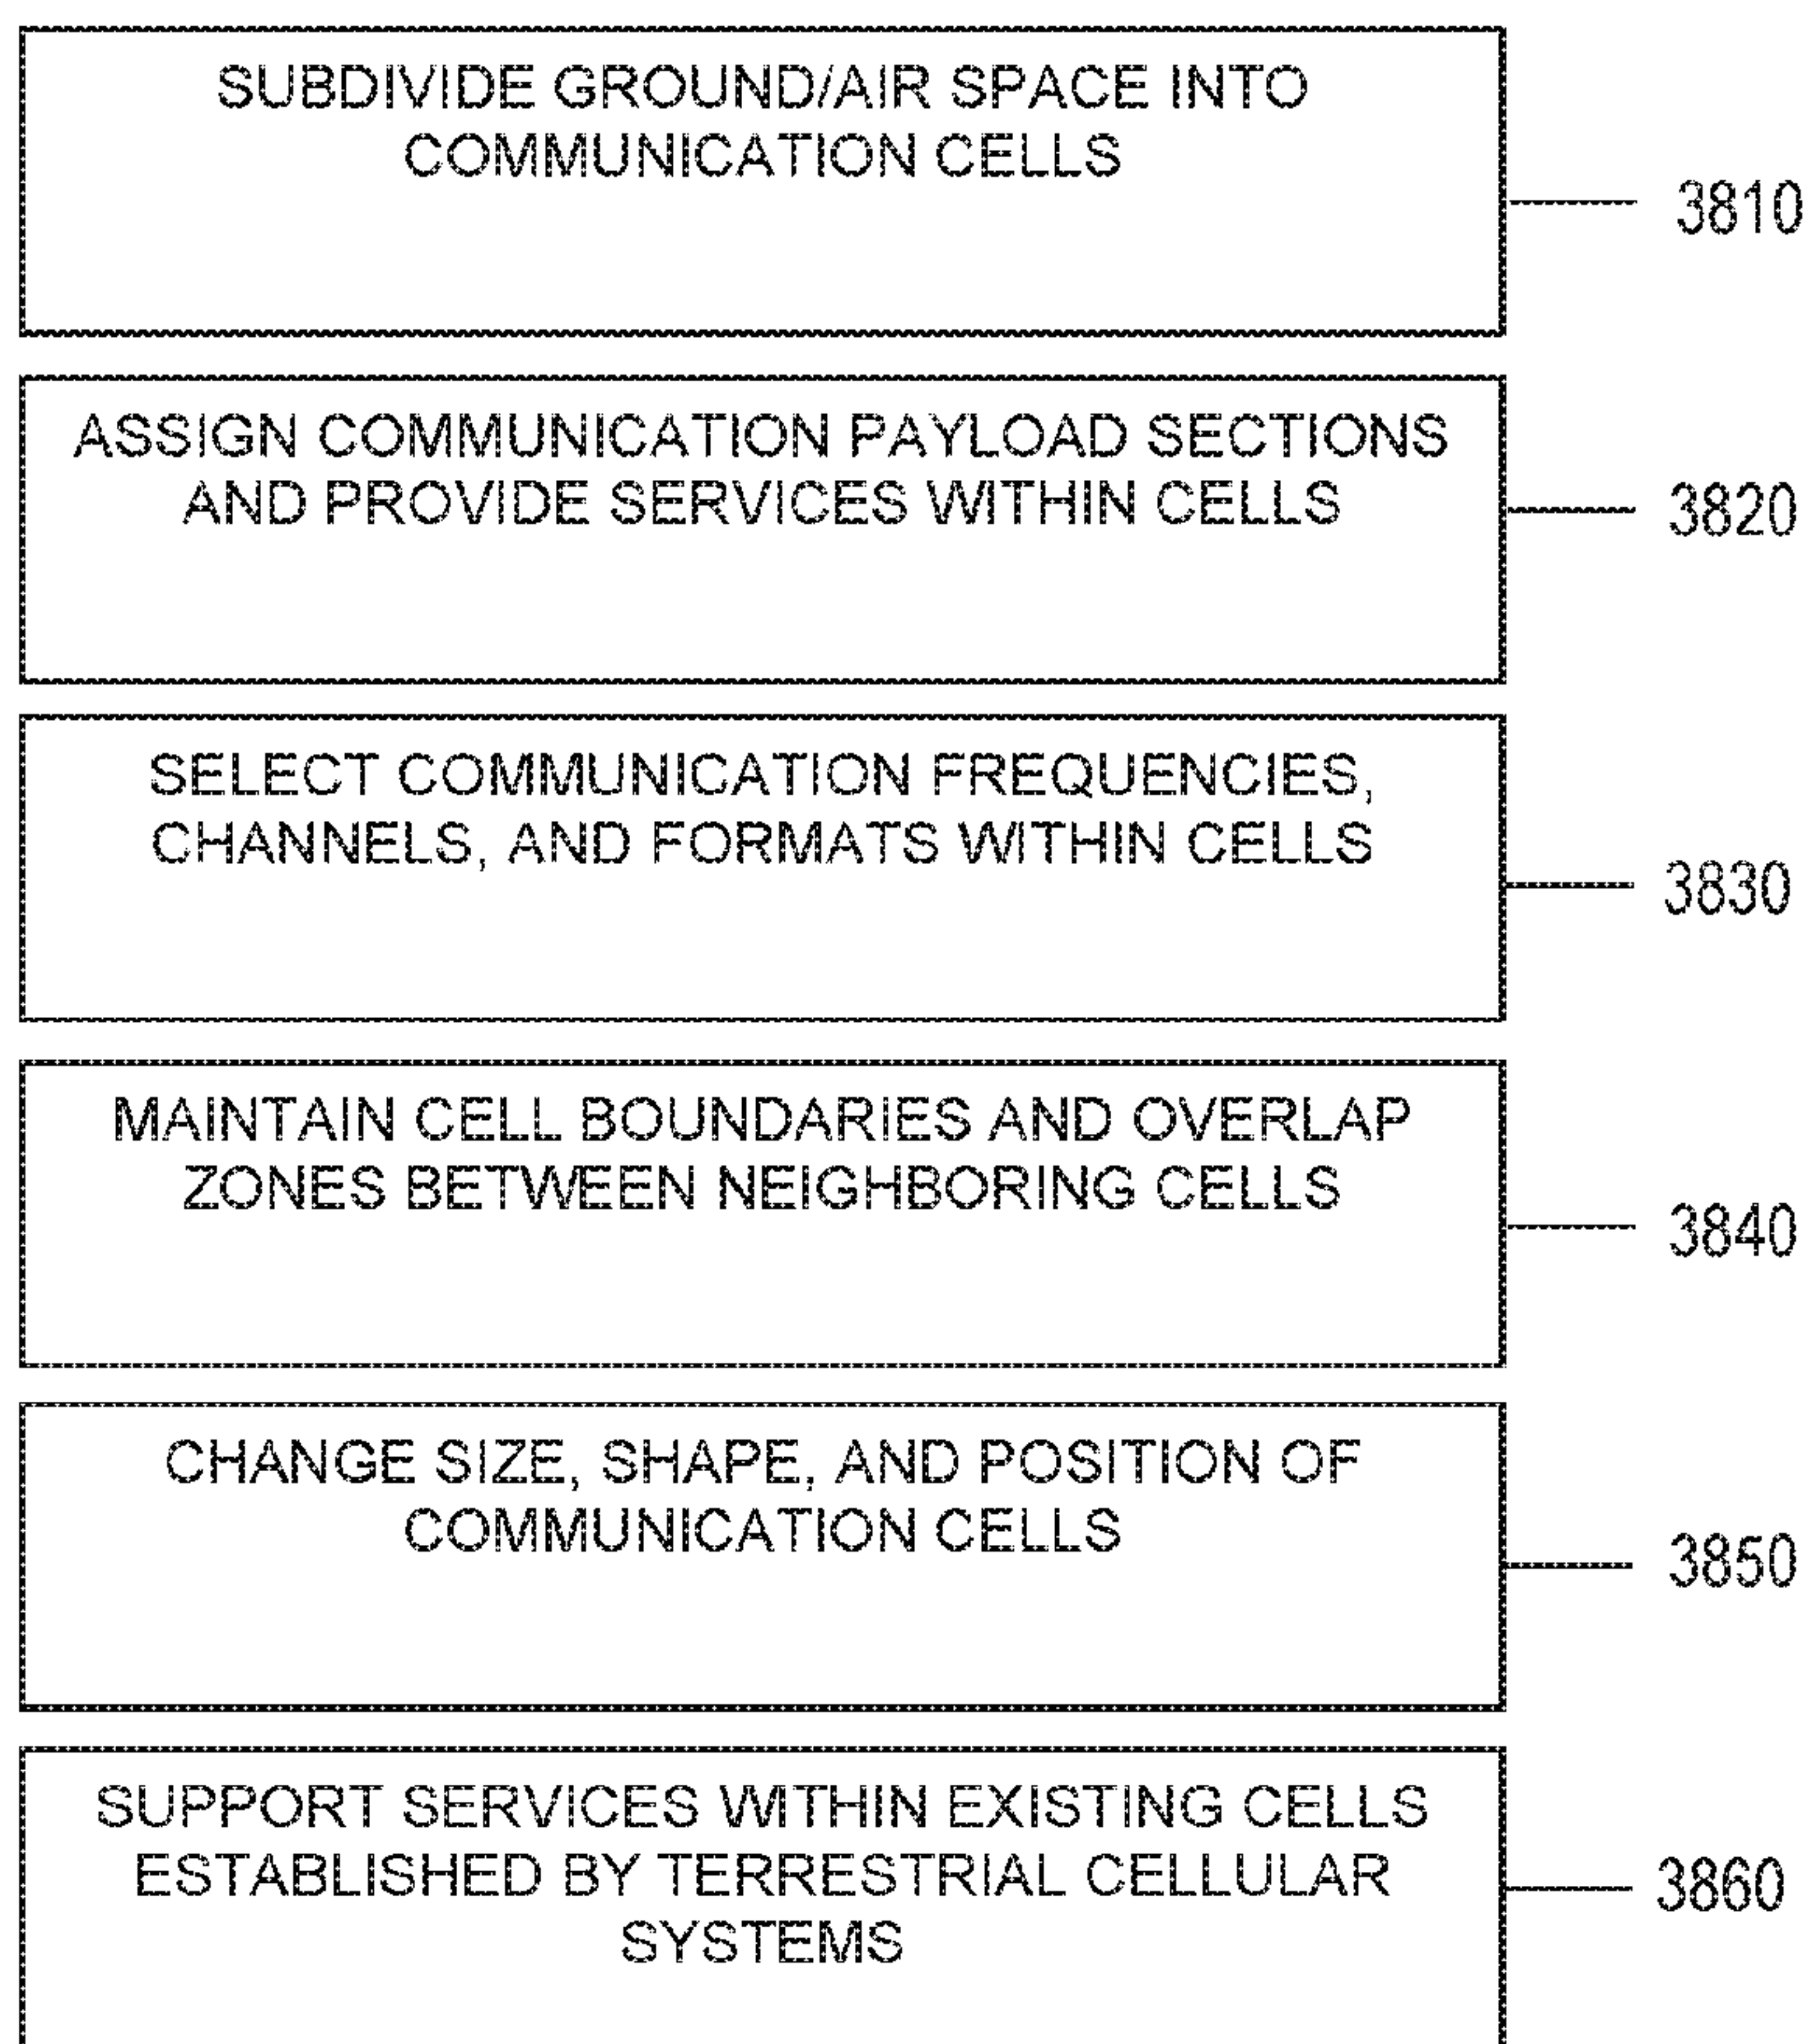 SUBDIVIDE GROUND/AIR SPACE INTO
COMMUNICATION CELLS
3810
ASSIGN COMMUNICATION PAYLOAD SECTIONS
AND PROVIDE SERVICES WITHIN CELLS
3820
SELECT COMMUNICATION FREQUENCIES,
CHANNELS, AND FORMATS WITHIN CELLS
3830
MAINTAIN CELL BOUNDARIES AND OVERLAP
ZONES BETWEEN NEIGHBORING CELLS
3840
CHANGE SIZE, SHAPE, AND POSITION OF
COMMUNICATION CELLS
3850
SUPPORT SERVICES WITHIN EXISTING CELLS
ESTABLISHED BY TERRESTRIAL CELLULAR
SYSTEMS
3860